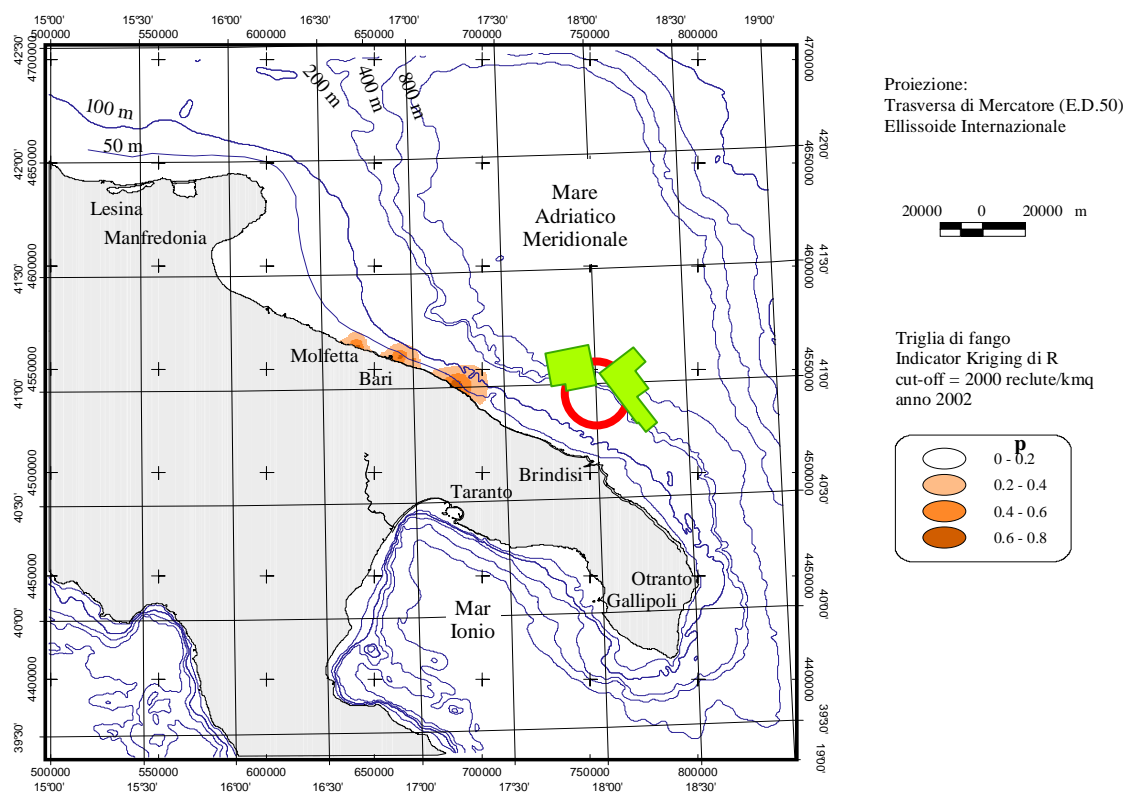 15°00' 15°30' 16°00' 16°30' 17°00' 17°30' 18°00' 18°30' 19°00'
500000 550000 600000 650000 700000 750000 800000
42°30'
4700000
42°00'
4650000
41°30'
4600000
41°00'
4550000
40°30'
4500000
40°00'
4450000
39°30'
4400000
4700000
42°00'
4650000
41°30'
4600000
41°00'
4550000
40°30'
4500000
40°00'
4450000
39°30'
4400000
19°00'
100 m
50 m
200 m
400 m
800 m
Lesina
Manfredonia
Mare
Adriatico
Meridionale
Molfetta
Bari
Brindisi
Taranto
Otranto
Gallipoli
Mar
Ionio
500000 550000 600000 650000 700000 750000 800000
15°00' 15°30' 16°00' 16°30' 17°00' 17°30' 18°00' 18°30'
Proiezione:
Trasversa di Mercatore (E.D.50)
Ellissoide Internazionale
20000 0 20000 m
Triglia di fango
Indicator Kriging di R
cut-off = 2000 reclute/kmq
anno 2002
p
0 - 0.2
0.2 - 0.4
0.4 - 0.6
0.6 - 0.8